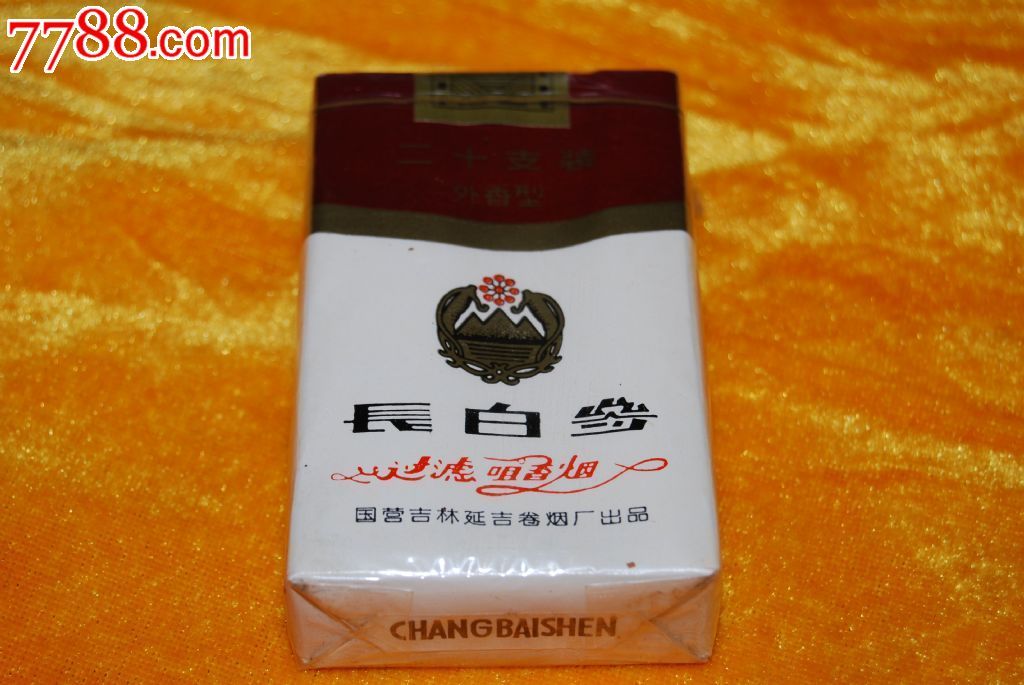 7788.com
二十支装
外香型
長白參
过滤咀香烟
国营吉林延吉卷烟厂出品
CHANGBAISHEN